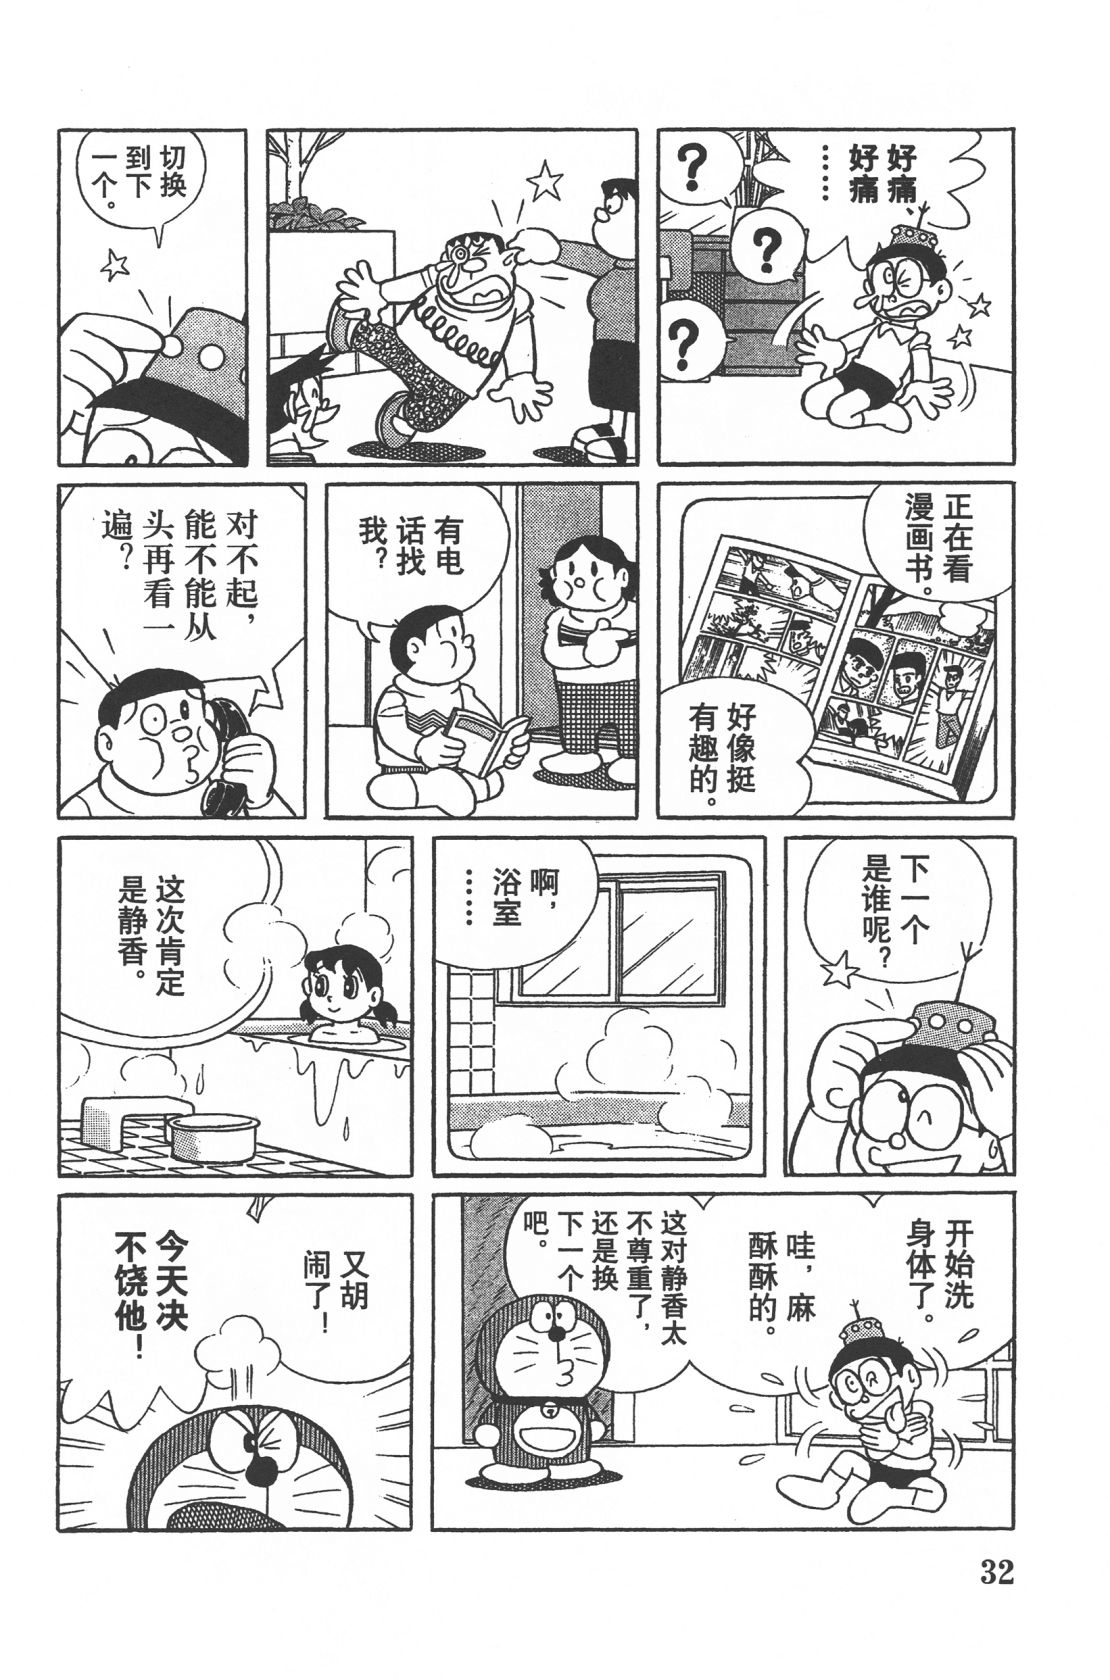 好痛、
好痛
……
?
?
?
切换
到下
一个。
正在看
漫画书。
好像挺
有趣的。
有电
话找
我?
对不起，
能不能从
头再看一
遍?
下一个
是谁呢?
啊，
浴室
……
这次肯定
是静香。
开始洗
身体了。
哇，麻
酥酥的。
这对静香太
不尊重了，
还是换
下一个
吧。
又胡
闹了！
今天决
不饶他！
32